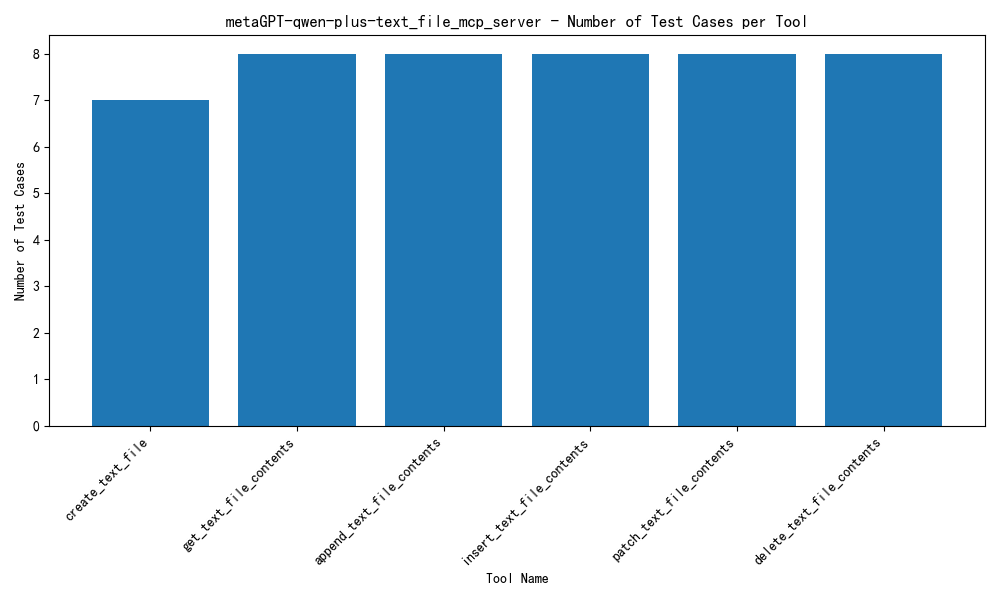 metaGPT-qwen-plus-text_file_mcp_server - Number of Test Cases per Tool
Number of Test Cases
8
7
6
5
4
3
2
1
0
create_text_file
get_text_file_contents
append_text_file_contents
insert_text_file_contents
patch_text_file_contents
delete_text_file_contents
Tool Name